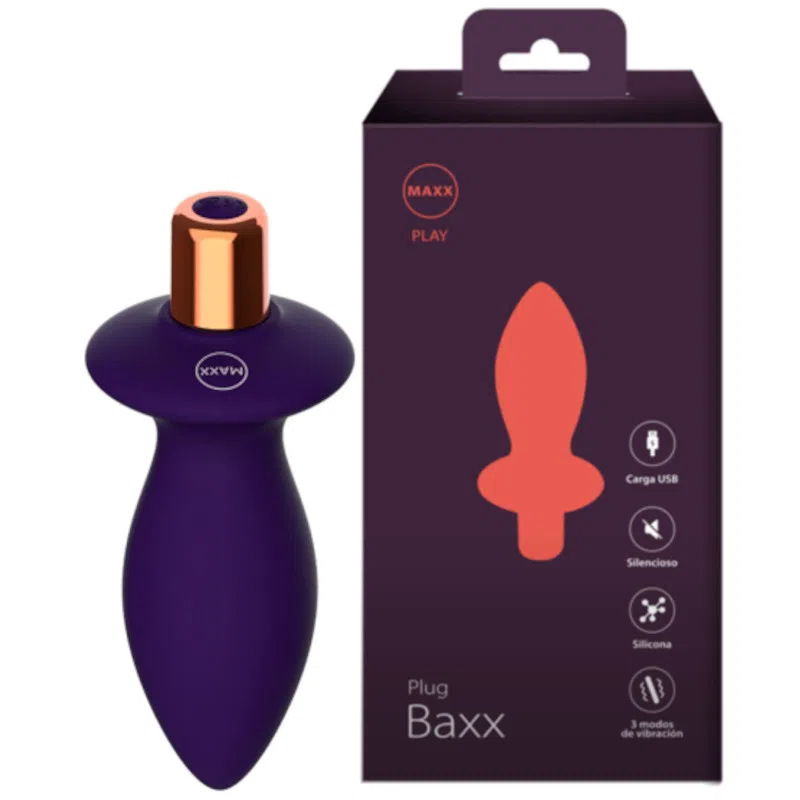 MAXX
MAXX
PLAY
Carga USB
Silencioso
Silicona
3 modos
de vibración
Plug
Baxx